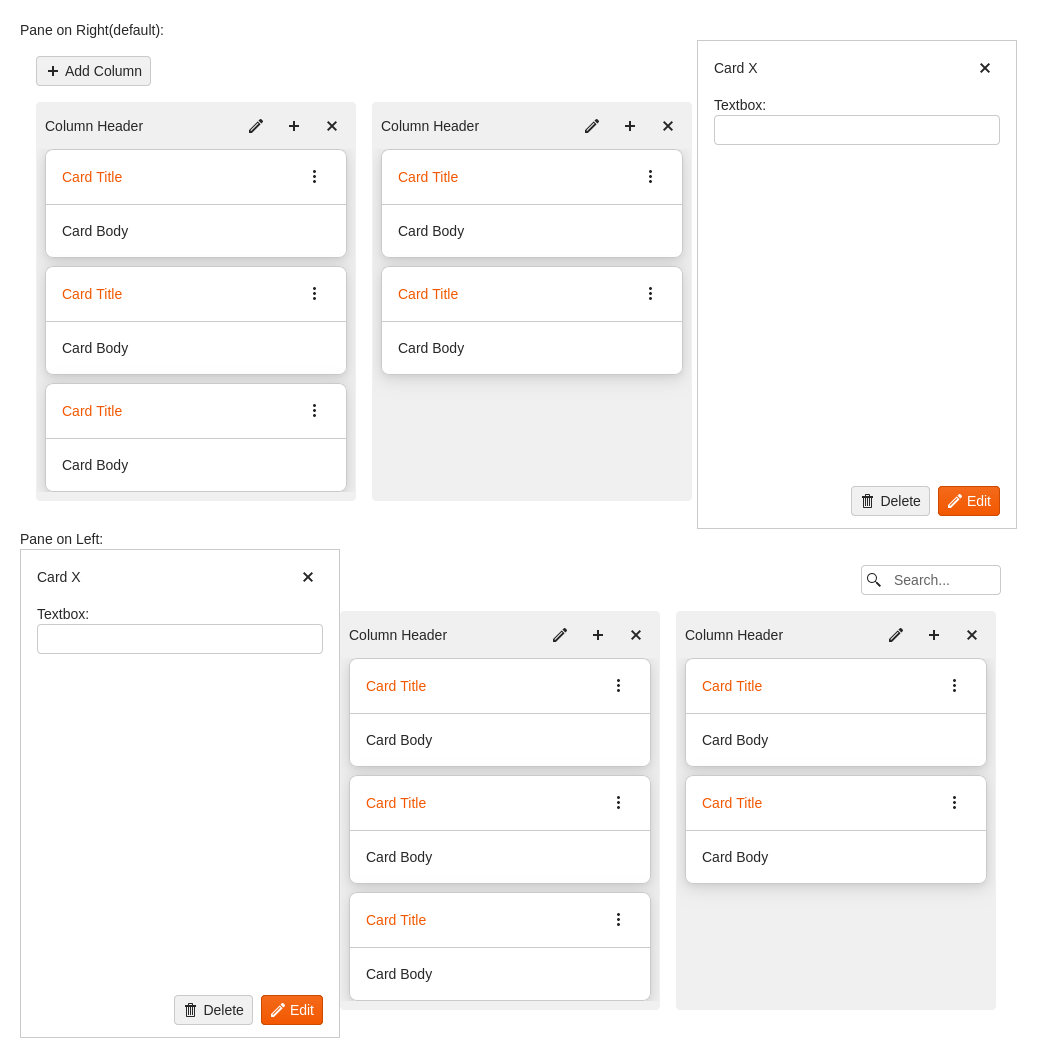 Pane on Right(default):
Add Column
Column Header
Card Title
Card Body
Card Title
Card Body
Card Title
Card Body
Column Header
Card Title
Card Body
Card Title
Card Body
Card X
Textbox:
Delete
Edit
Pane on Left:
Card X
Textbox:
Delete
Edit
Search...
Column Header
Card Title
Card Body
Card Title
Card Body
Card Title
Card Body
Column Header
Card Title
Card Body
Card Title
Card Body